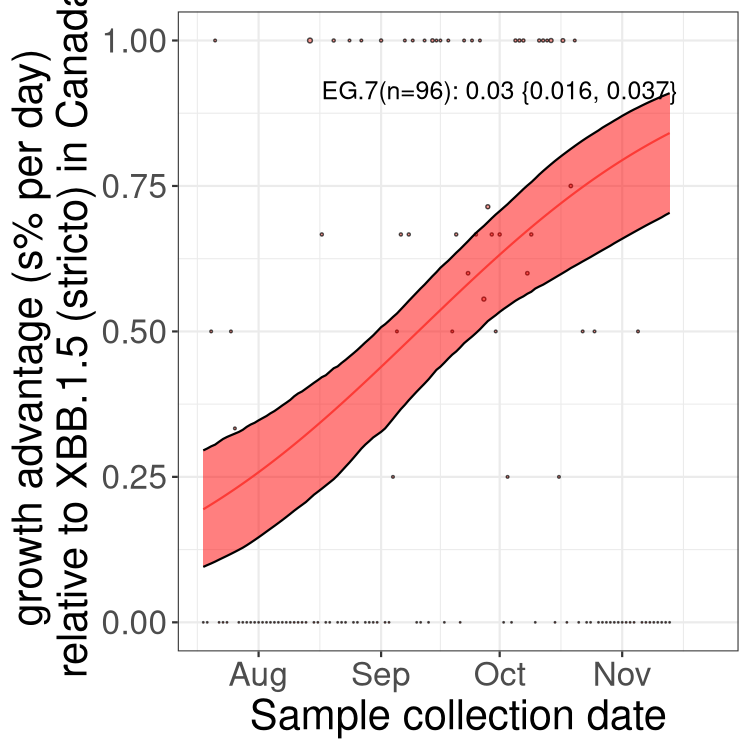 growth advantage (s% per day)
relative to XBB.1.5 (stricto) in Canada
1.00
0.75
0.50
0.25
0.00
EG.7(n=96): 0.03 {0.016, 0.037}
Aug Sep Oct Nov
Sample collection date